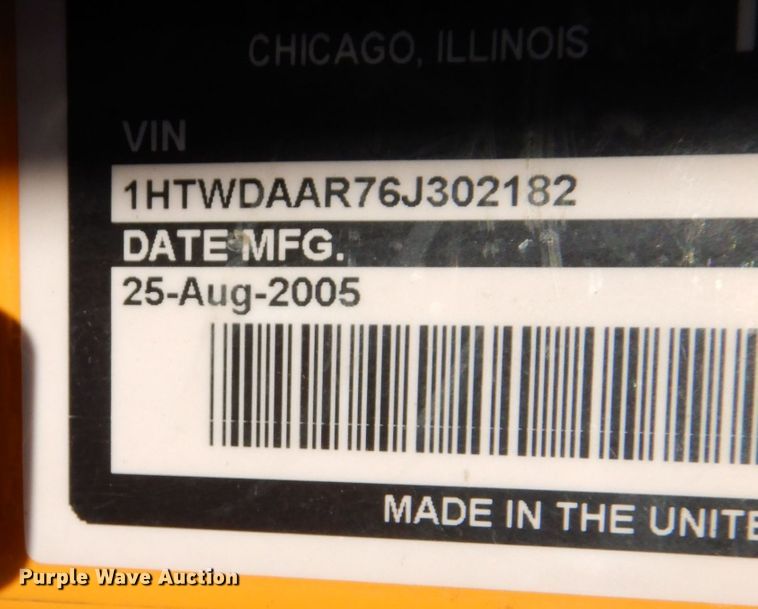 CHICAGO, ILLINOIS
VIN
1HTWDAAR76J302182
DATE MFG.
25-Aug-2005
MADE IN THE UNITE
Purple Wave Auction